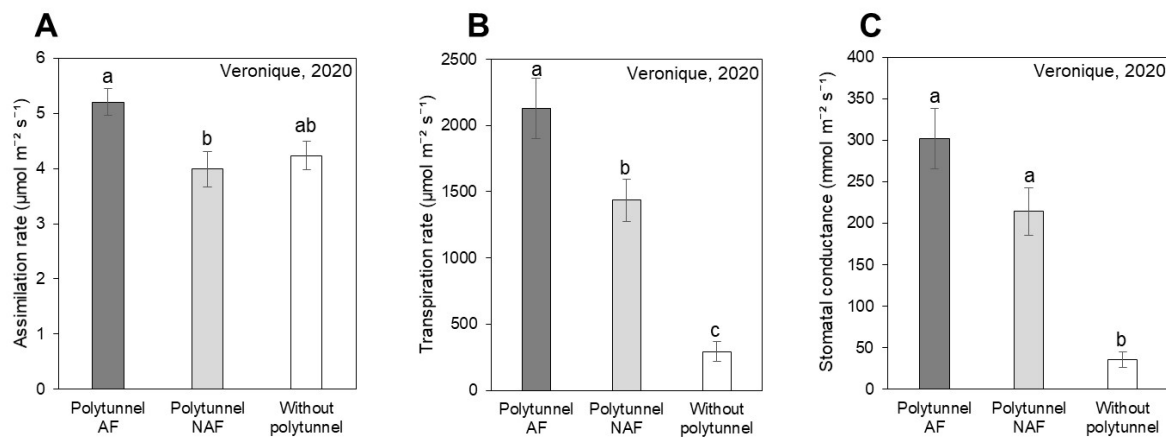 A
Assimilation rate (µmol m⁻² s⁻¹)
6
5
4
3
2
1
0
Veronique, 2020
a
b
ab
Polytunnel
AF
Polytunnel
NAF
Without
polytunnel
B
Transpiration rate (µmol m⁻² s⁻¹)
2500
2000
1500
1000
500
0
Veronique, 2020
a
b
c
Polytunnel
AF
Polytunnel
NAF
Without
polytunnel
C
Stomatal conductance (mmol m⁻² s⁻¹)
400
350
300
250
200
150
100
50
0
Veronique, 2020
a
a
b
Polytunnel
AF
Polytunnel
NAF
Without
polytunnel